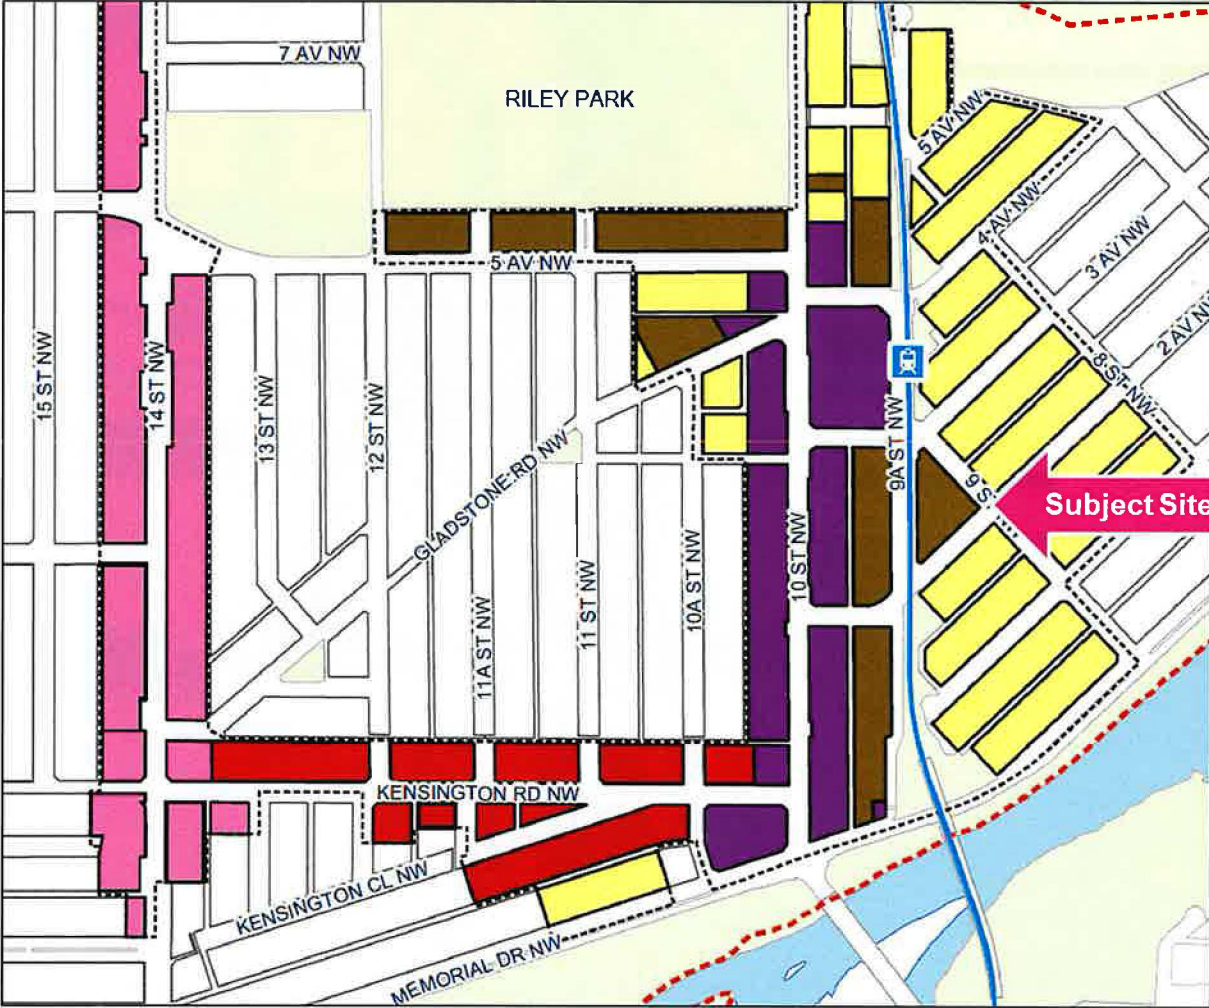 7 AV NW
RILEY PARK
5 AV NW
4 AV NW
3 AV NW
2 AV NW
5 AV NW
8 ST NW
15 ST NW
14 ST NW
13 ST NW
12 ST NW
GLADSTONE RD NW
9A ST NW
9 S
Subject Site
10 ST NW
10A ST NW
11 ST NW
11A ST NW
KENSINGTON RD NW
KENSINGTON CL NW
MEMORIAL DR NW